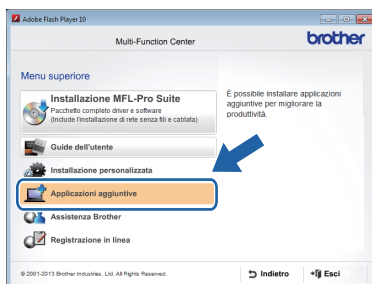 Adobe Flash Player 10
Multi-Function Center
brother
Menu superiore
Installazione MFL-Pro Suite
Pacchetto completo driver e software
(Include l'installazione di rete senza fili e cablata)
Guide dell'utente
Installazione personalizzata
Applicazioni aggiuntive
Assistenza Brother
Registrazione in linea
È possibile installare applicazioni
aggiuntive per migliorare la
produttività.
© 2001-2013 Brother Industries, Ltd. All Rights Reserved.
Indietro
Esci